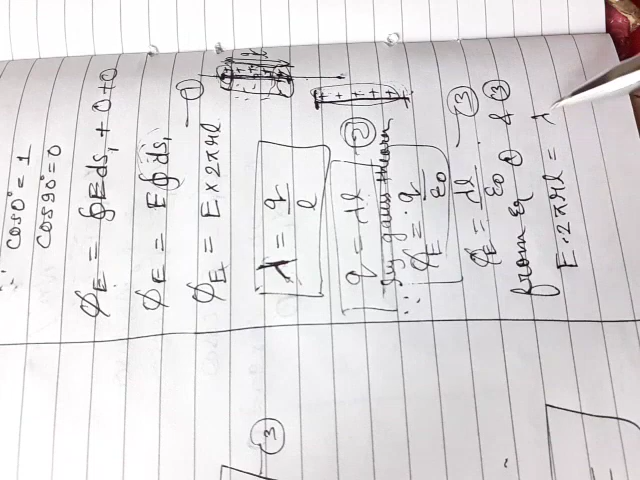 ∵ cos0° = 1
cos90° = 0
ϕE = ∮Eds₁ + 0 + 0
ϕE = E∮ds₁
ϕE = E × 2πrl — ①
λ = q/l
q = λl — ②
∵ by gauss theorem
ϕE = q/ε0
ϕE = λl/ε0 — ③
from Eq ① & ③
E·2πrl = λ
③